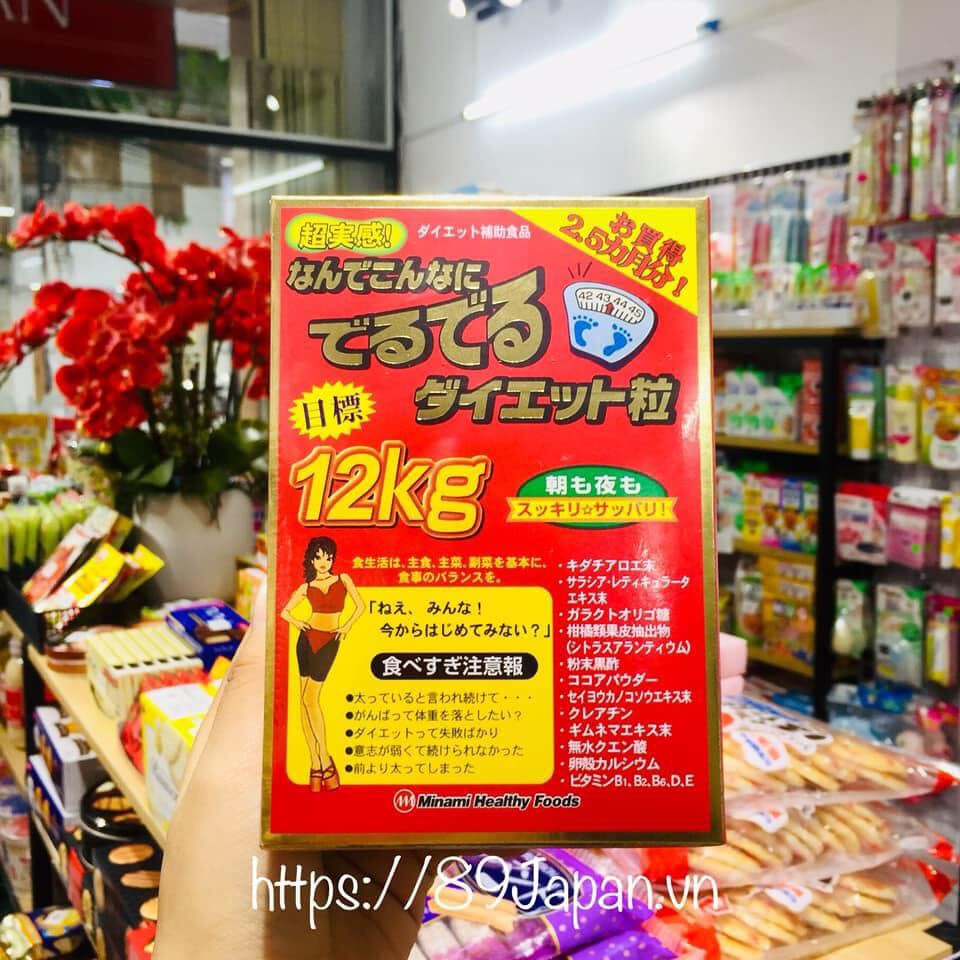 AN
超実感!
ダイエット補助食品
お買得
2.5カ月分!
なんでこんなに
でるでる
ダイエット粒
42 43 44 45
目標
12kg
朝も夜も
スッキリ☆サッパリ!
食生活は、主食、主菜、副菜を基本に、
食事のバランスを。
「ねえ、みんな!
今からはじめてみない?」
食べすぎ注意報
●太っていると言われ続けて・・・
●がんばって体重を落としたい?
●ダイエットって失敗ばかり
●意志が弱くて続けられなかった
●前より太ってしまった
・キダチアロエ末
・サラシア・レティキュラータ
エキス末
・ガラクトオリゴ糖
・柑橘類果皮抽出物
(シトラスアランティウム)
・粉末黒酢
・ココアパウダー
・セイヨウカノコソウエキス末
・クレアチン
・ギムネマエキス末
・無水クエン酸
・卵殻カルシウム
・ビタミンB1、B2、B6、D、E
Minami Healthy Foods
https://89Japan.vn